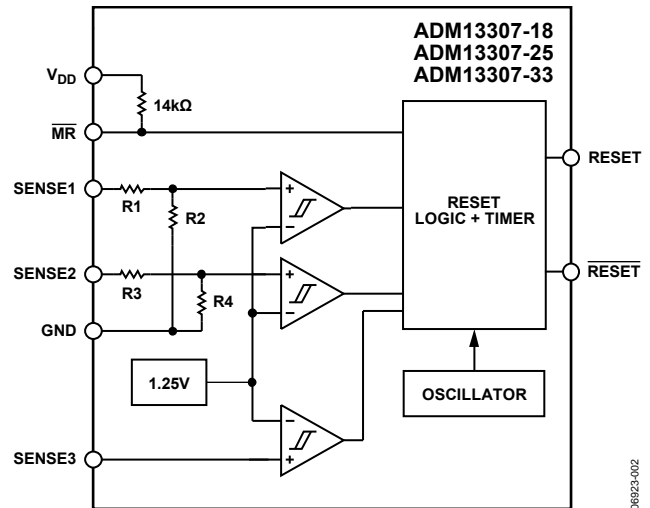 ADM13307-18
ADM13307-25
ADM13307-33
VDD
14kΩ
MR
SENSE1
R1
R2
SENSE2
R3
R4
GND
1.25V
SENSE3
+
–
+
–
–
+
RESET
LOGIC + TIMER
OSCILLATOR
RESET
RESET
06923-002